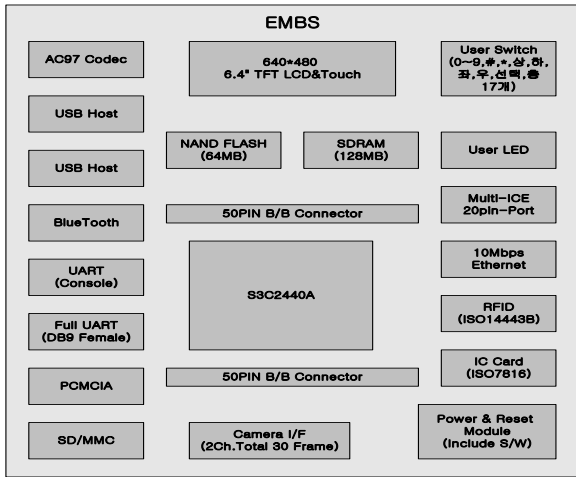 EMBS
AC97 Codec
640*480
6.4" TFT LCD&Touch
User Switch
(0~9,#,*,상,하,
좌,우,선택,총
17개)
USB Host
NAND FLASH
(64MB)
SDRAM
(128MB)
User LED
USB Host
Multi-ICE
20pin-Port
BlueTooth
50PIN B/B Connector
10Mbps
Ethernet
UART
(Console)
S3C2440A
RFID
(ISO14443B)
Full UART
(DB9 Female)
IC Card
(ISO7816)
PCMCIA
50PIN B/B Connector
Power & Reset
Module
(Include S/W)
SD/MMC
Camera I/F
(2Ch.Total 30 Frame)